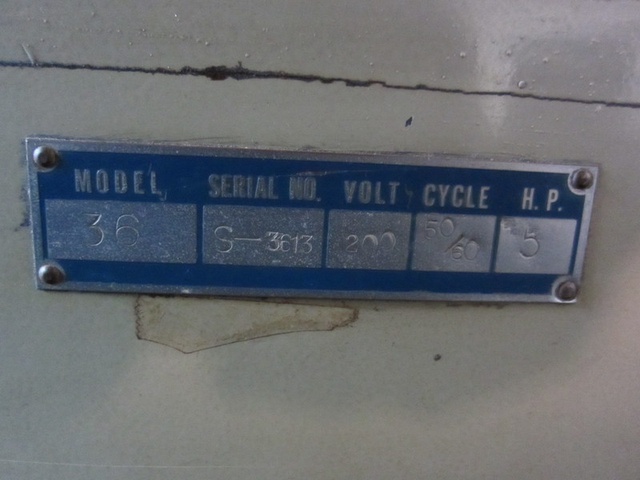 MODEL SERIAL NO. VOLT CYCLE H.P.
36 S-3613 200 50/60 5